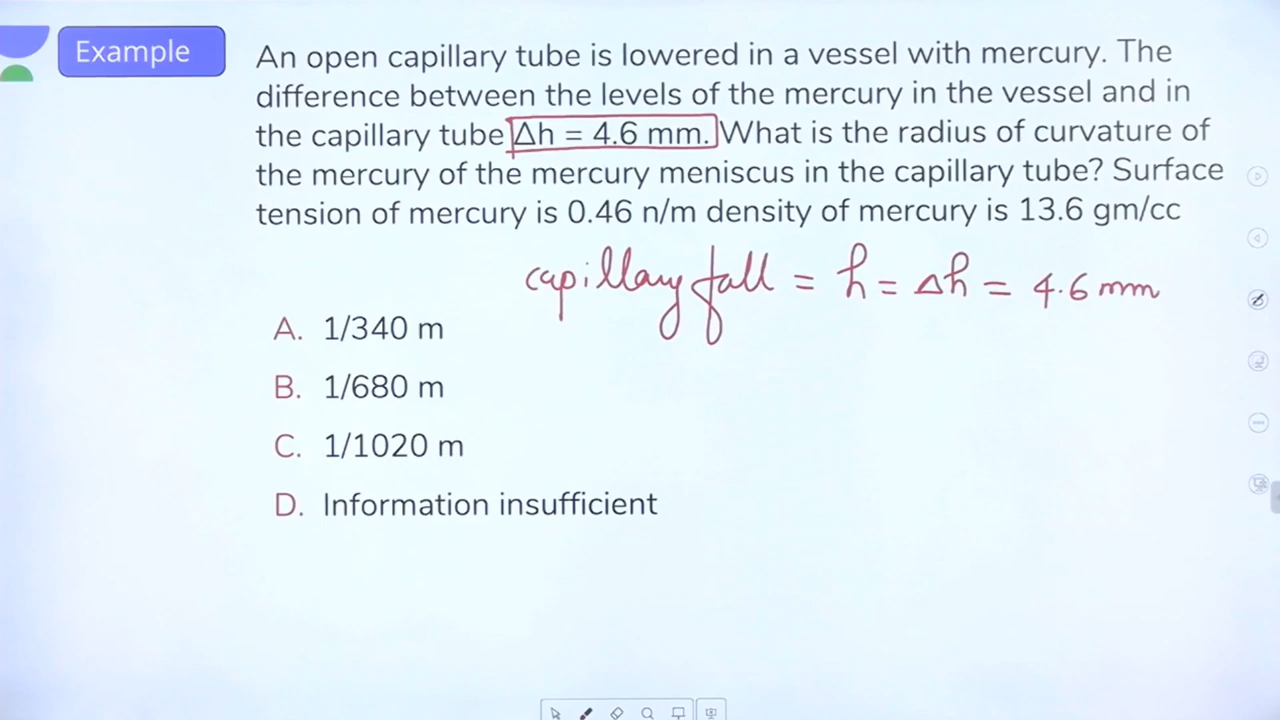 Example
An open capillary tube is lowered in a vessel with mercury. The
difference between the levels of the mercury in the vessel and in
the capillary tube Δh = 4.6 mm. What is the radius of curvature of
the mercury of the mercury meniscus in the capillary tube? Surface
tension of mercury is 0.46 n/m density of mercury is 13.6 gm/cc
capillary fall = h = Δh = 4.6 mm
A. 1/340 m
B. 1/680 m
C. 1/1020 m
D. Information insufficient